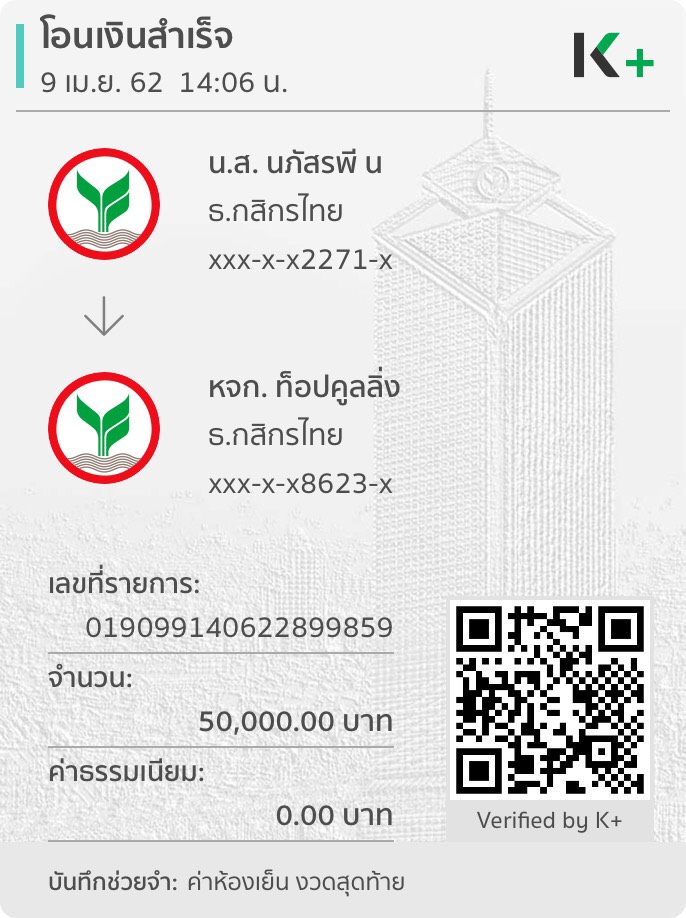 โอนเงินสำเร็จ
9 เม.ย. 62 14:06 น.
K+
น.ส. นภัสรพี น
ธ.กสิกรไทย
xxx-x-x2271-x
หจก. ท็อปคูลลิ่ง
ธ.กสิกรไทย
xxx-x-x8623-x
เลขที่รายการ:
019099140622899859
จำนวน:
50,000.00 บาท
ค่าธรรมเนียม:
0.00 บาท
Verified by K+
บันทึกช่วยจำ: ค่าห้องเย็น งวดสุดท้าย